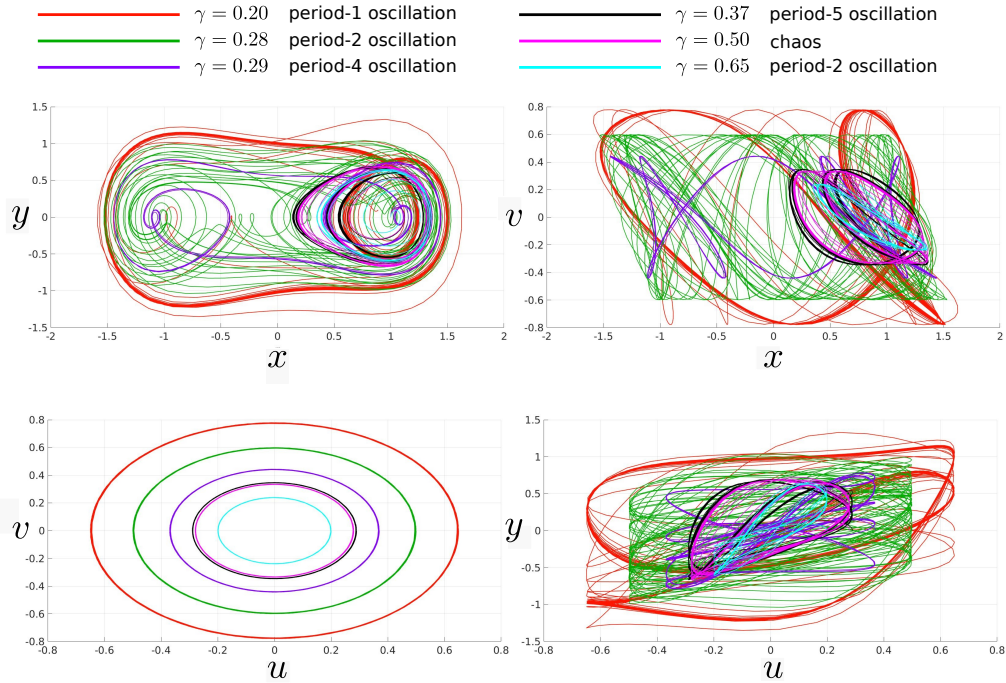 γ = 0.20 period-1 oscillation
γ = 0.28 period-2 oscillation
γ = 0.29 period-4 oscillation
γ = 0.37 period-5 oscillation
γ = 0.50 chaos
γ = 0.65 period-2 oscillation
1.5
1
0.5
0
-0.5
-1
-1.5
y
-2 -1.5 -1 -0.5 0 0.5 1 1.5 2
x
0.8
0.6
0.4
0.2
0
-0.2
-0.4
-0.6
-0.8
v
-2 -1.5 -1 -0.5 0 0.5 1 1.5 2
x
0.8
0.6
0.4
0.2
0
-0.2
-0.4
-0.6
-0.8
v
-0.8 -0.6 -0.4 -0.2 0 0.2 0.4 0.6 0.8
u
1.5
1
0.5
0
-0.5
-1
-1.5
y
-0.8 -0.6 -0.4 -0.2 0 0.2 0.4 0.6 0.8
u